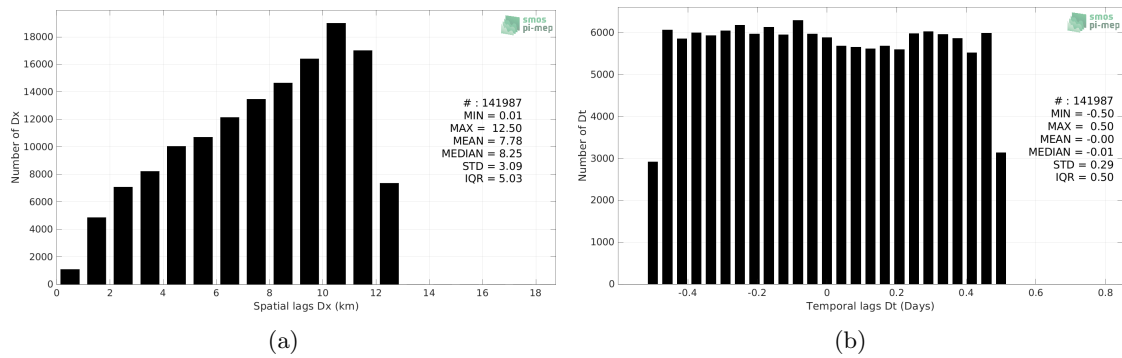 smos
pi-mep
18000
16000
14000
12000
10000
8000
6000
4000
2000
0
Number of Dx
# : 141987
MIN = 0.01
MAX = 12.50
MEAN = 7.78
MEDIAN = 8.25
STD = 3.09
IQR = 5.03
0 2 4 6 8 10 12 14 16 18
Spatial lags Dx (km)
(a)
smos
pi-mep
6000
5000
4000
3000
2000
1000
0
Number of Dt
# : 141987
MIN = -0.50
MAX = 0.50
MEAN = -0.00
MEDIAN = -0.01
STD = 0.29
IQR = 0.50
-0.4 -0.2 0 0.2 0.4 0.6 0.8
Temporal lags Dt (Days)
(b)